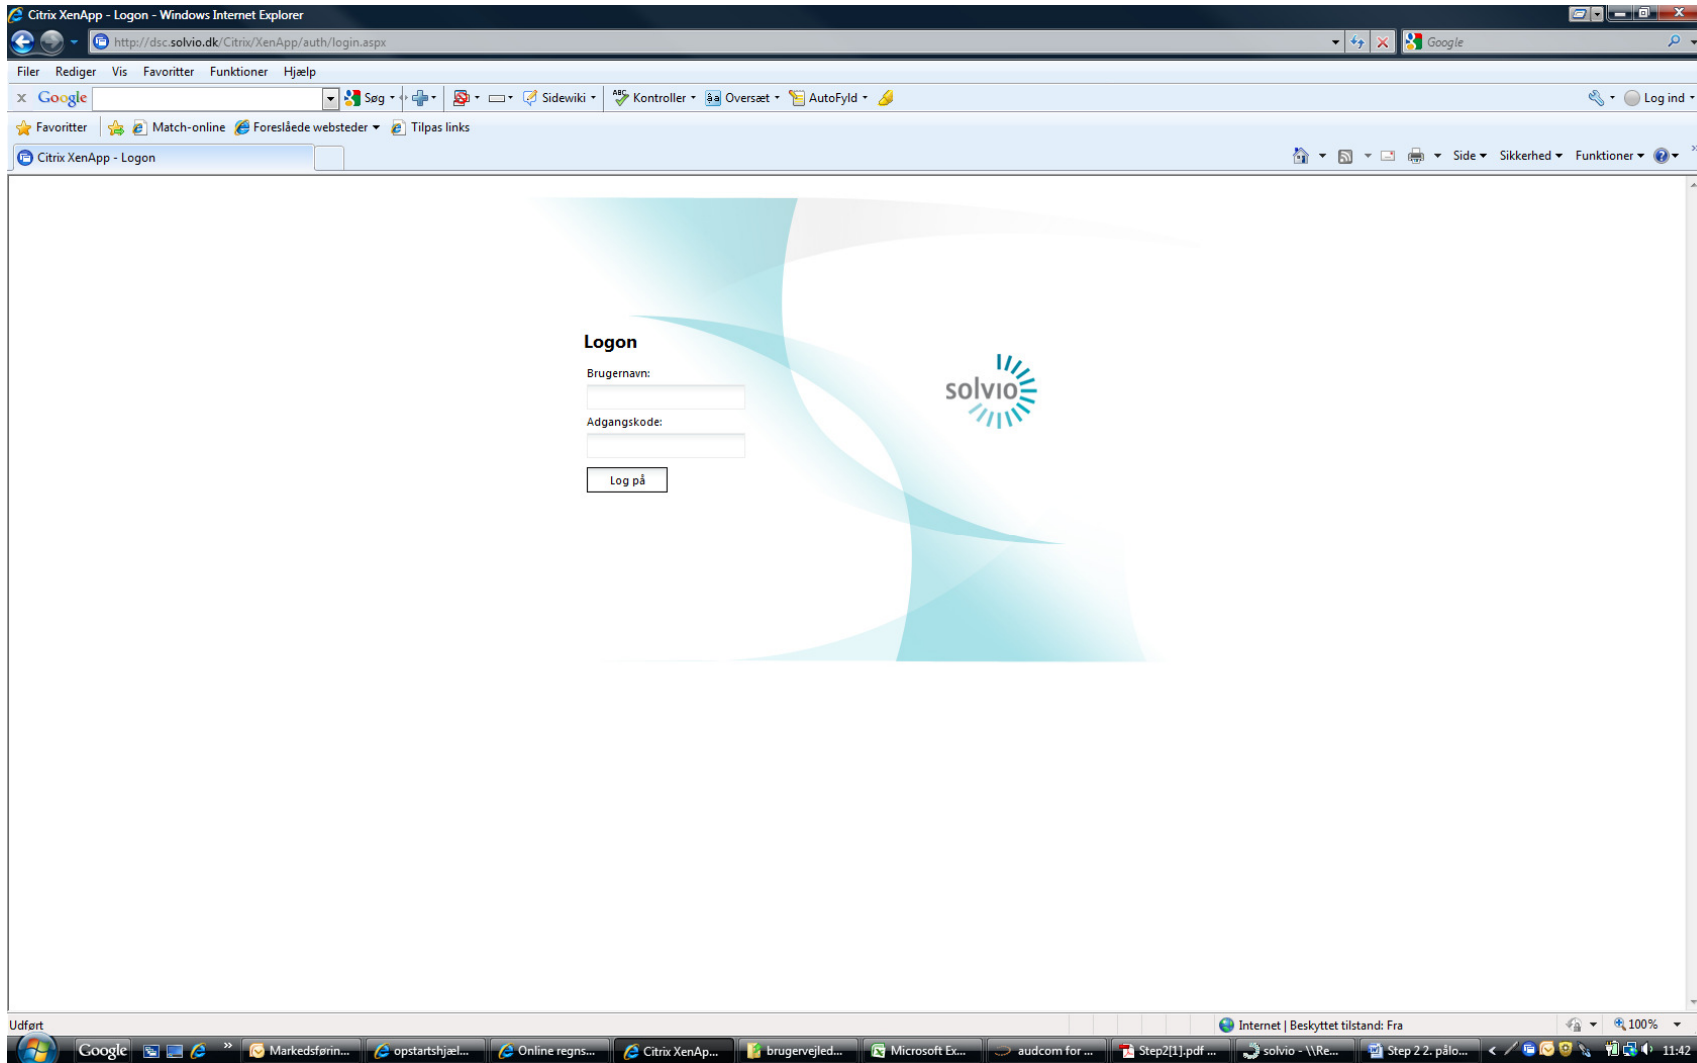 Citrix XenApp - Logon - Windows Internet Explorer
http://dsc.solvio.dk/Citrix/XenApp/auth/login.aspx Google
Filer Rediger Vis Favoritter Funktioner Hjælp
x Google Søg Sidewiki ABC Kontroller âa Oversæt AutoFyld Log ind
Favoritter Match-online Foreslåede websteder Tilpas links
Citrix XenApp - Logon Side Sikkerhed Funktioner
Logon
Brugernavn:
Adgangskode:
Log på
solvio
Udført Internet | Beskyttet tilstand: Fra 100%
Google Markedsførin... opstartshjæl... Online regns... Citrix XenAp... brugervejled... Microsoft Ex... audcom for ... Step2[1].pdf ... solvio - \\Re... Step 2 2. pålo... 11:42